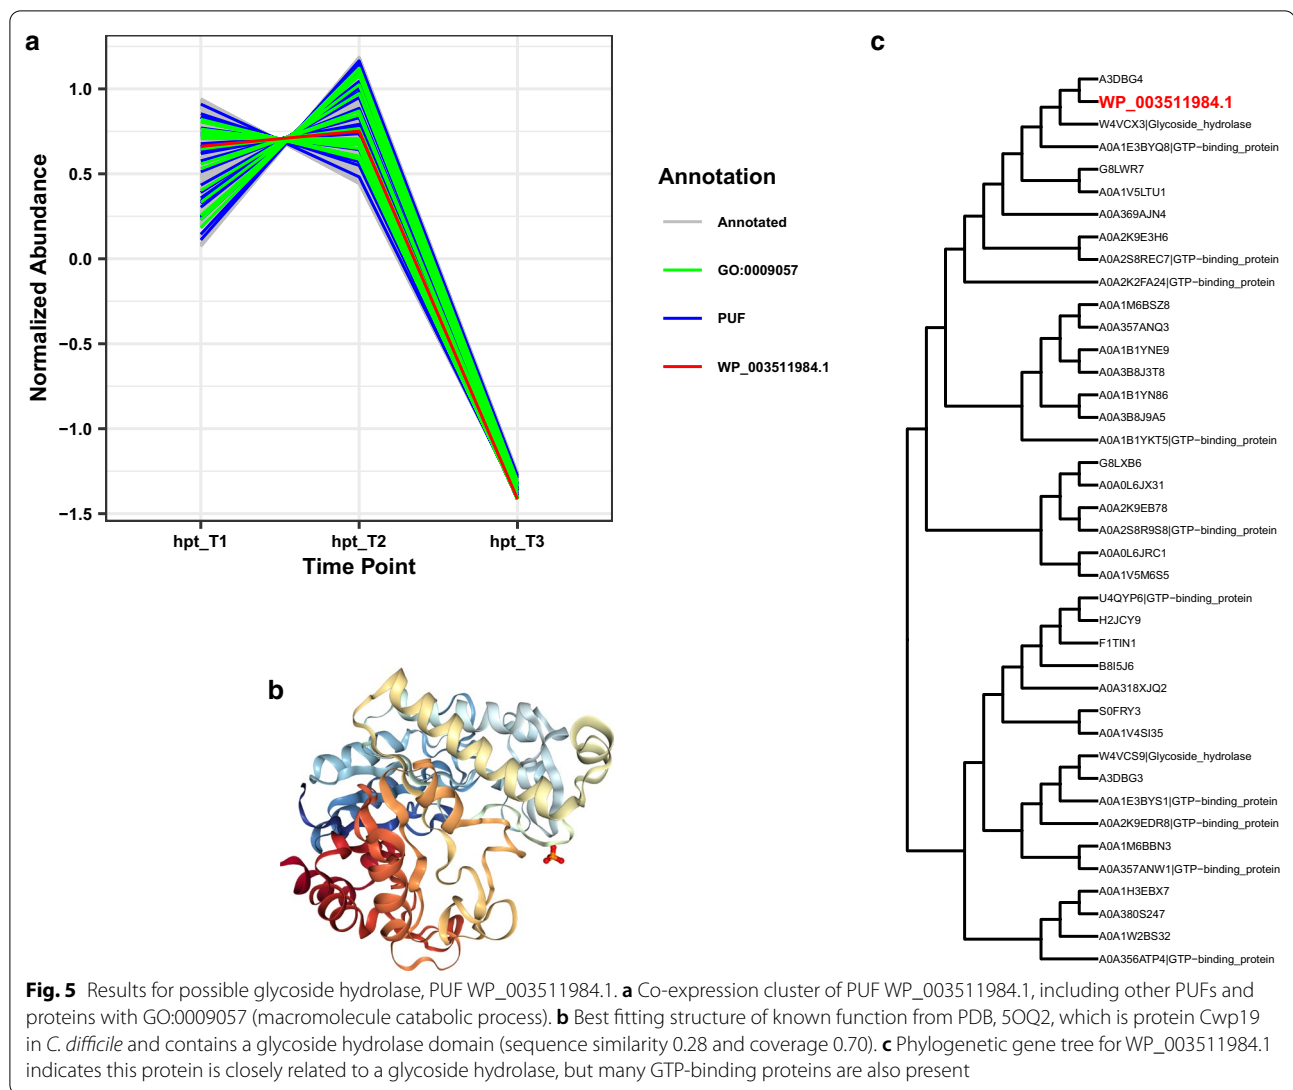 a
1.0
0.5
0.0
−0.5
−1.0
−1.5
Normalized Abundance
hpt_T1
hpt_T2
hpt_T3
Time Point
Annotation
Annotated
GO:0009057
PUF
WP_003511984.1
b
c
A3DBG4
WP_003511984.1
W4VCX3|Glycoside_hydrolase
A0A1E3BYQ8|GTP−binding_protein
G8LWR7
A0A1V5LTU1
A0A369AJN4
A0A2K9E3H6
A0A2S8REC7|GTP−binding_protein
A0A2K2FA24|GTP−binding_protein
A0A1M6BSZ8
A0A357ANQ3
A0A1B1YNE9
A0A3B8J3T8
A0A1B1YN86
A0A3B8J9A5
A0A1B1YKT5|GTP−binding_protein
G8LXB6
A0A0L6JX31
A0A2K9EB78
A0A2S8R9S8|GTP−binding_protein
A0A0L6JRC1
A0A1V5M6S5
U4QYP6|GTP−binding_protein
H2JCY9
F1TIN1
B8I5J6
A0A318XJQ2
S0FRY3
A0A1V4SI35
W4VCS9|Glycoside_hydrolase
A3DBG3
A0A1E3BYS1|GTP−binding_protein
A0A2K9EDR8|GTP−binding_protein
A0A1M6BBN3
A0A357ANW1|GTP−binding_protein
A0A1H3EBX7
A0A380S247
A0A1W2BS32
A0A356ATP4|GTP−binding_protein
Fig. 5 Results for possible glycoside hydrolase, PUF WP_003511984.1. a Co-expression cluster of PUF WP_003511984.1, including other PUFs and
proteins with GO:0009057 (macromolecule catabolic process). b Best fitting structure of known function from PDB, 5OQ2, which is protein Cwp19
in C. difficile and contains a glycoside hydrolase domain (sequence similarity 0.28 and coverage 0.70). c Phylogenetic gene tree for WP_003511984.1
indicates this protein is closely related to a glycoside hydrolase, but many GTP-binding proteins are also present